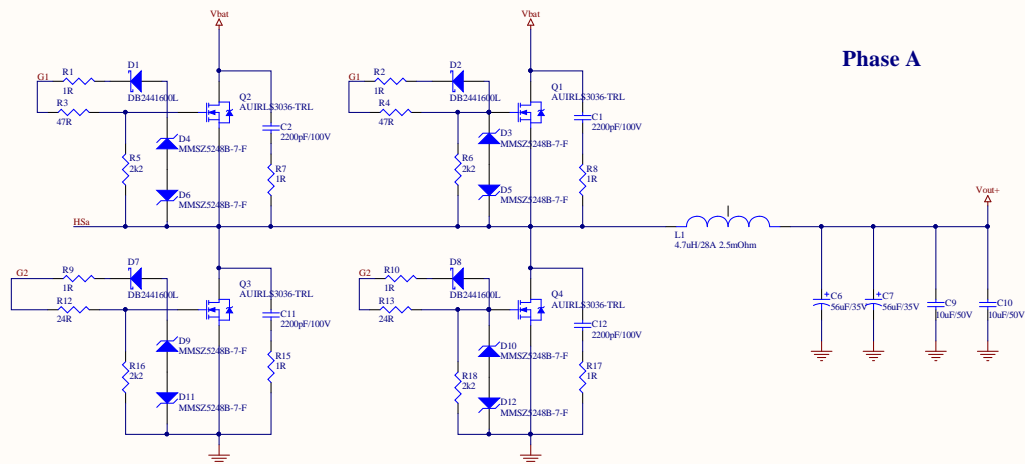 Vbat
Vbat
Phase A
D1
D2
G1
R1
1R
DB2441600L
G1
R2
1R
DB2441600L
Q2
AUIRLS3036-TRL
Q1
AUIRLS3036-TRL
R3
47R
R4
47R
C2
2200pF/100V
C1
2200pF/100V
D4
MMSZ5248B-7-F
D3
MMSZ5248B-7-F
R5
2k2
R6
2k2
R7
1R
R8
1R
D6
MMSZ5248B-7-F
D5
MMSZ5248B-7-F
Vout+
HSa
L1
4.7uH/28A 2.5mOhm
D7
D8
G2
R9
1R
DB2441600L
G2
R10
1R
DB2441600L
Q3
AUIRLS3036-TRL
Q4
AUIRLS3036-TRL
C6
56uF/35V
C7
56uF/35V
C9
10uF/50V
C10
10uF/50V
R12
24R
R13
24R
C11
2200pF/100V
C12
2200pF/100V
D9
MMSZ5248B-7-F
D10
MMSZ5248B-7-F
R16
2k2
R15
1R
R18
2k2
R17
1R
D11
MMSZ5248B-7-F
D12
MMSZ5248B-7-F